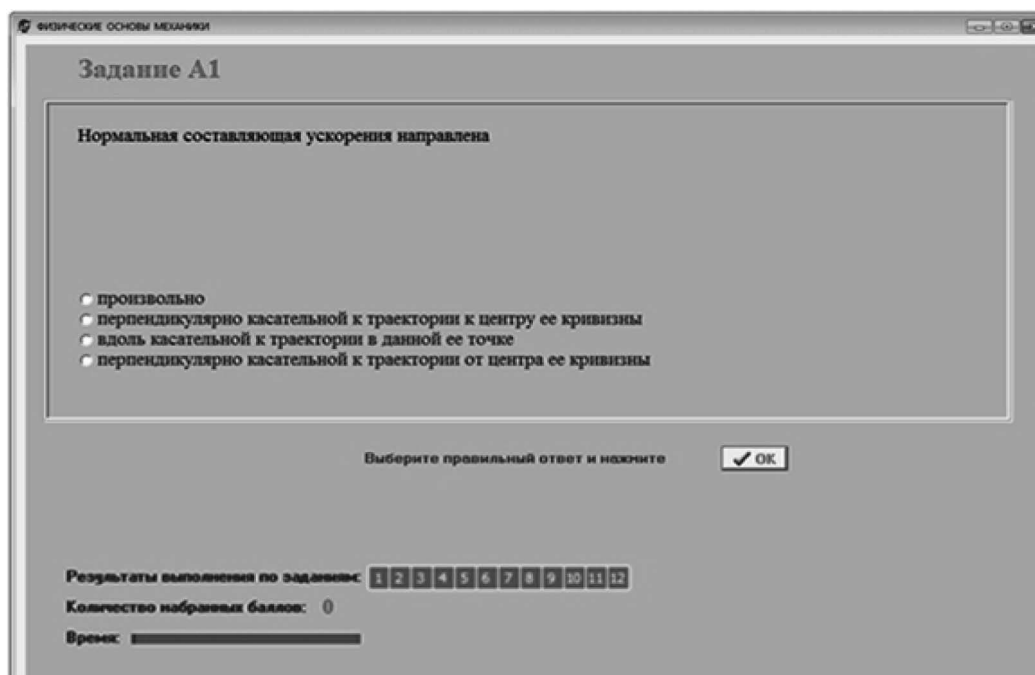 ФИЗИЧЕСКИЕ ОСНОВЫ МЕХАНИКИ
Задание А1
Нормальная составляющая ускорения направлена
произвольно
перпендикулярно касательной к траектории к центру ее кривизны
вдоль касательной к траектории в данной ее точке
перпендикулярно касательной к траектории от центра ее кривизны
Выберите правильный ответ и нажмите
OK
Результаты выполнения по заданиям: 1 2 3 4 5 6 7 8 9 10 11 12
Количество набранных баллов: 0
Время: